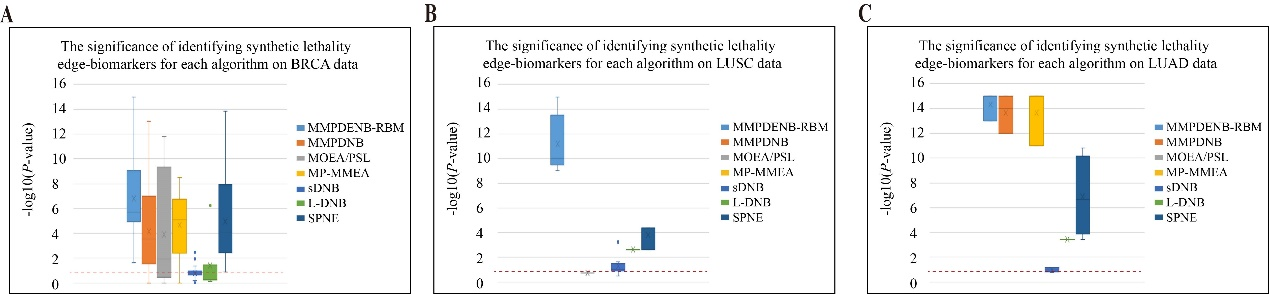 A
The significance of identifying synthetic lethality
edge-biomarkers for each algorithm on BRCA data
-log10(P-value)
16
14
12
10
8
6
4
2
0
MMPDENB-RBM
MMPDNB
MOEA/PSL
MP-MMEA
sDNB
L-DNB
SPNE
B
The significance of identifying synthetic lethality
edge-biomarkers for each algorithm on LUSC data
-log10(P-value)
16
14
12
10
8
6
4
2
0
MMPDENB-RBM
MMPDNB
MOEA/PSL
MP-MMEA
sDNB
L-DNB
SPNE
C
The significance of identifying synthetic lethality
edge-biomarkers for each algorithm on LUAD data
-log10(P-value)
16
14
12
10
8
6
4
2
0
MMPDENB-RBM
MMPDNB
MOEA/PSL
MP-MMEA
sDNB
L-DNB
SPNE